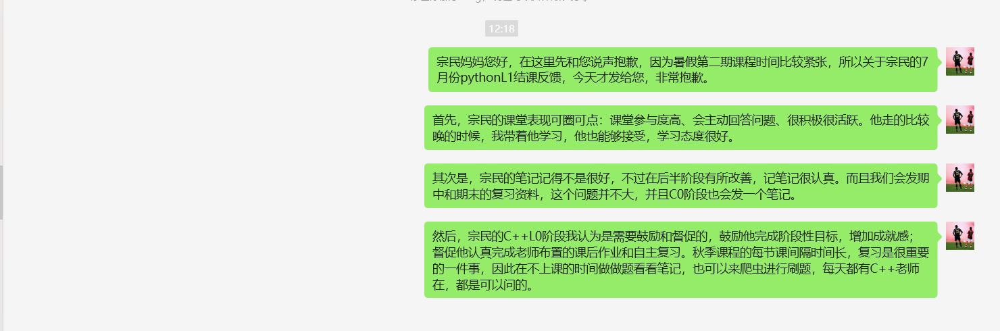 12:18
宗民妈妈您好，在这里先和您说声抱歉，因为暑假第二期课程时间比较紧张，所以关于宗民的7
月份pythonL1结课反馈，今天才发给您，非常抱歉。
首先，宗民的课堂表现可圈可点：课堂参与度高、会主动回答问题、很积极很活跃。他走的比较
晚的时候，我带着他学习，他也能够接受，学习态度很好。
其次是，宗民的笔记记得不是很好，不过在后半阶段有所改善，记笔记很认真。而且我们会发期
中和期末的复习资料，这个问题并不大，并且C0阶段也会发一个笔记。
然后，宗民的C++L0阶段我认为是需要鼓励和督促的，鼓励他完成阶段性目标，增加成就感；
督促他认真完成老师布置的课后作业和自主复习。秋季课程的每节课间隔时间长，复习是很重要
的一件事，因此在不上课的时间做做题看看笔记，也可以来爬虫进行刷题，每天都有C++老师
在，都是可以问的。